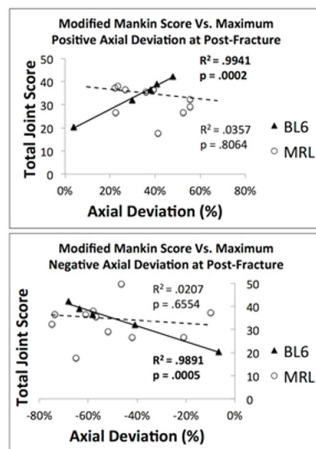 Modified Mankin Score Vs. Maximum
Positive Axial Deviation at Post-Fracture
Total Joint Score
50
40
30
20
10
0
R² = .9941
p = .0002
R² = .0357
p = .8064
▲ BL6
○ MRL
0 20 40 60 80
Axial Deviation (%)
Modified Mankin Score Vs. Maximum
Negative Axial Deviation at Post-Fracture
Total Joint Score
R² = .0207
p = .6554
R² = .9891
p = .0005
50
40
30
20
10
0
▲ BL6
○ MRL
-80% -60% -40% -20% 0%
Axial Deviation (%)